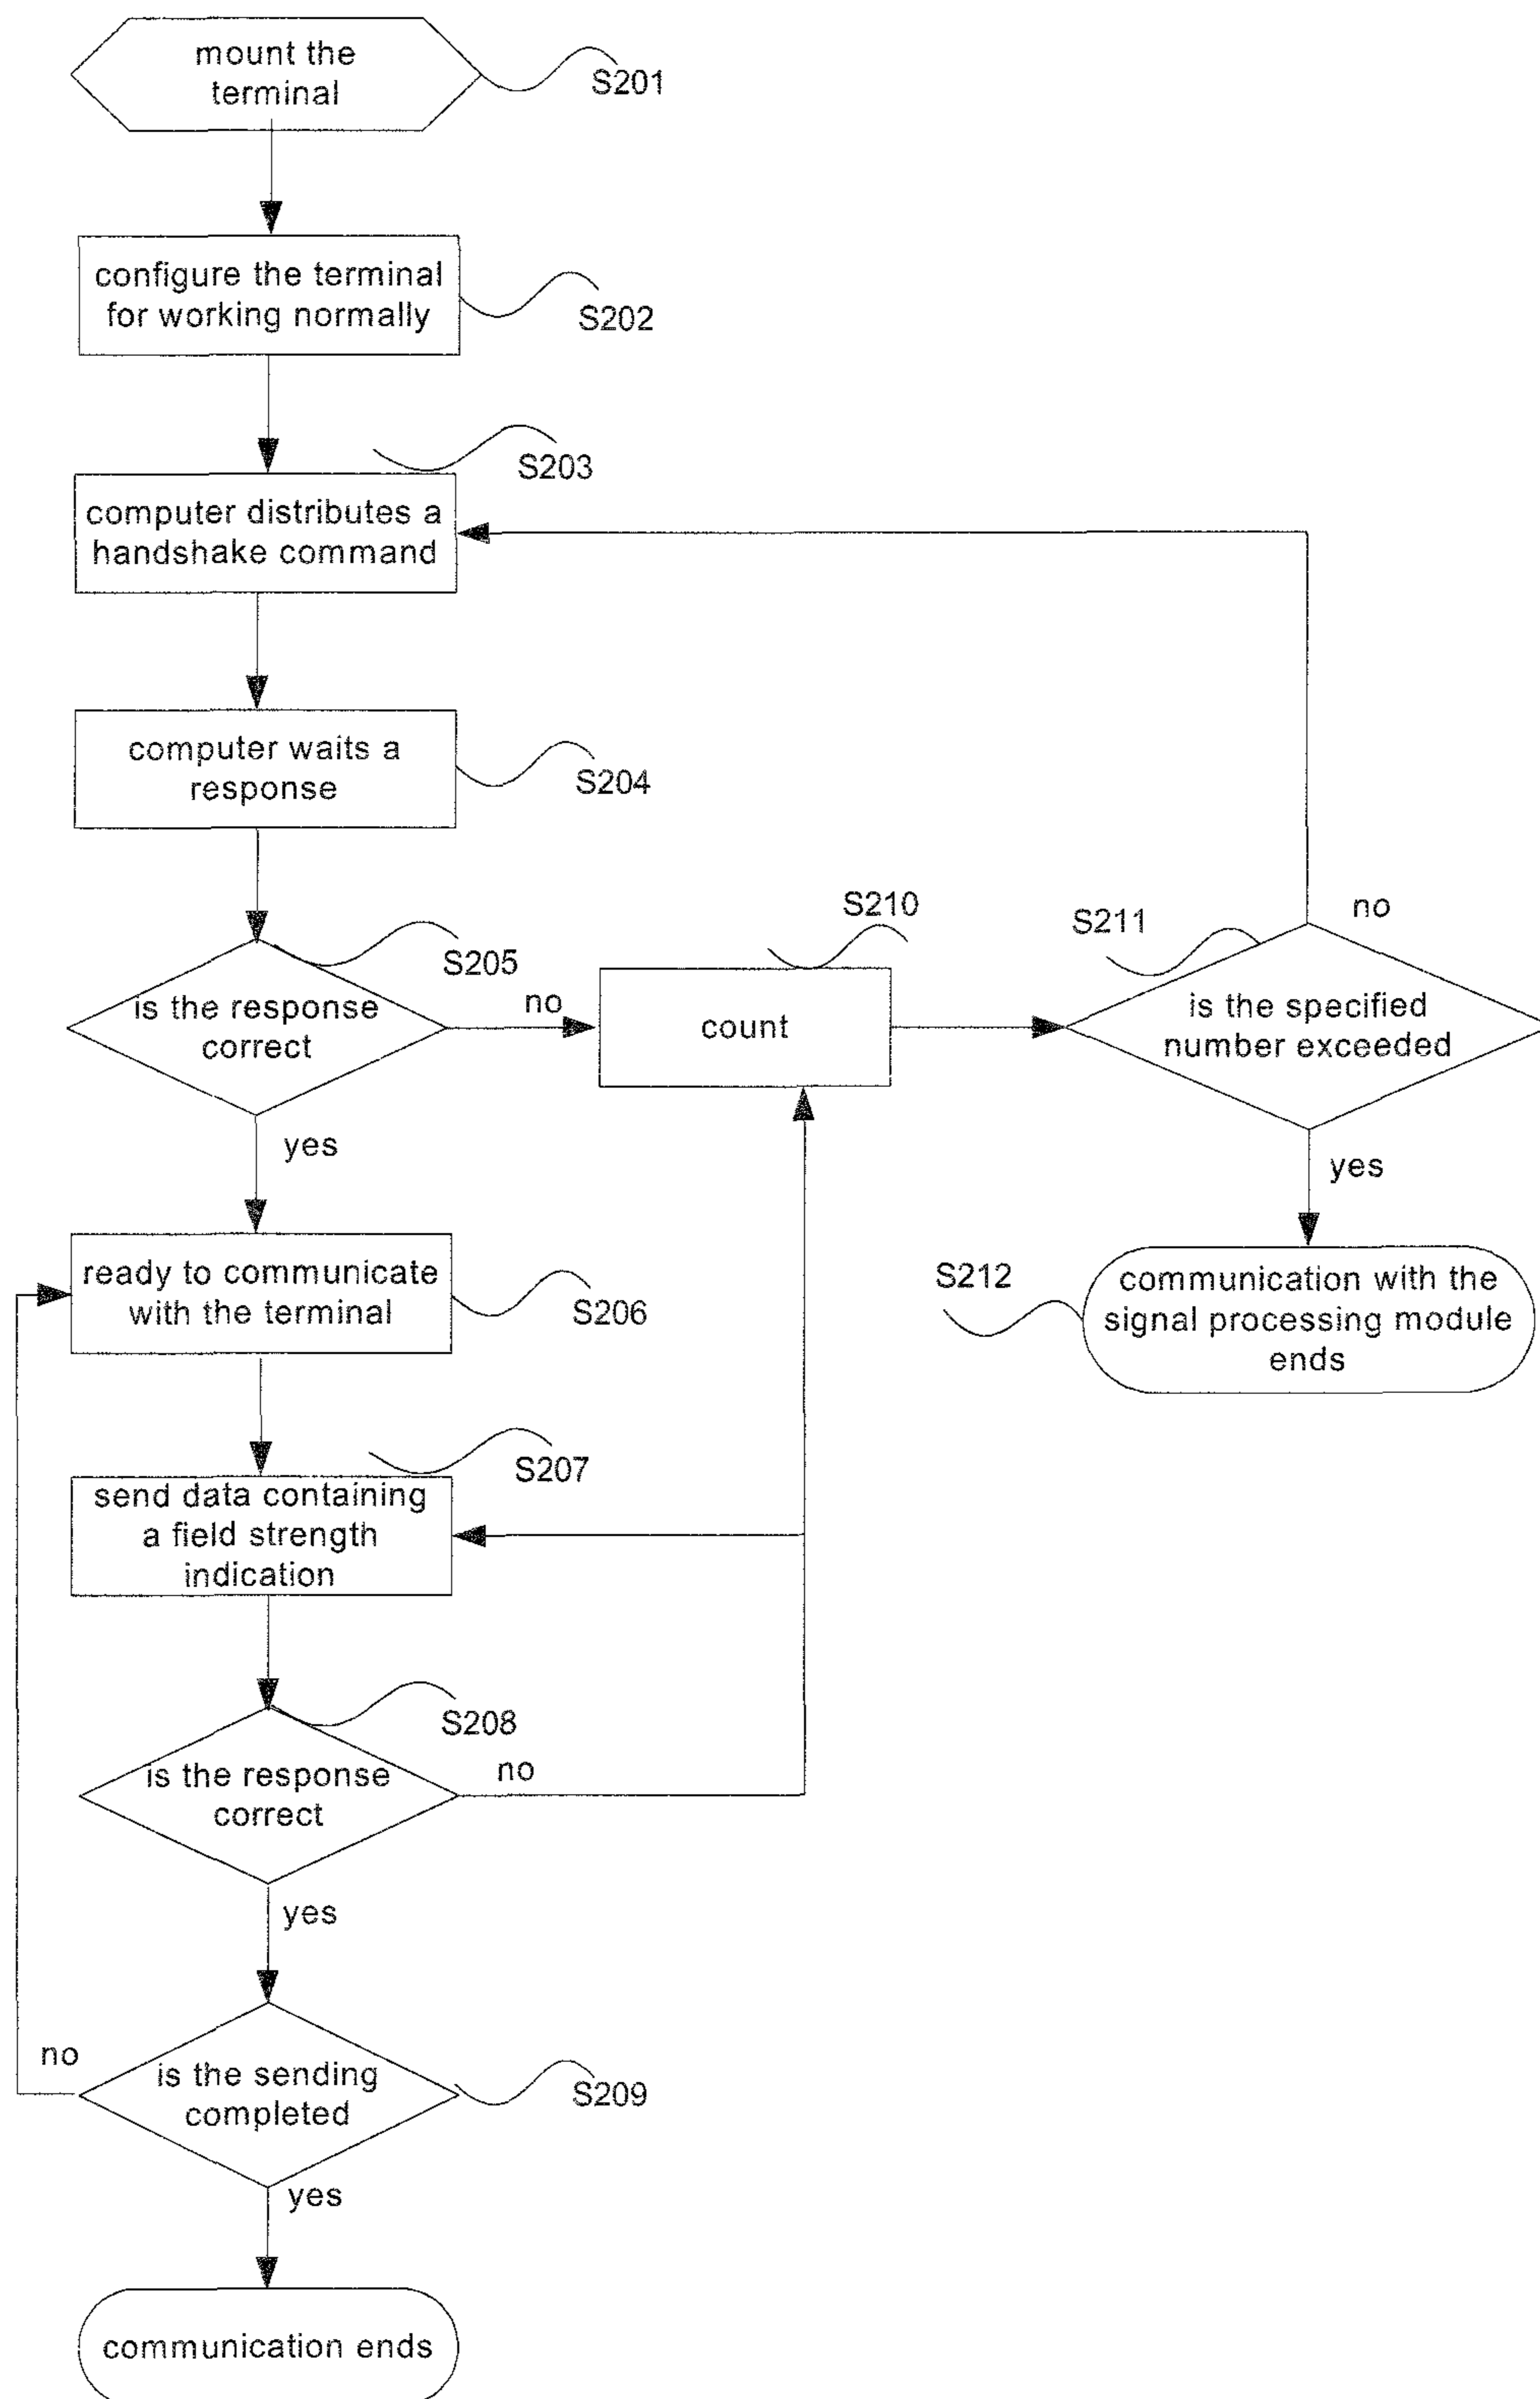 mount the
terminal
S201
configure the terminal
for working normally
S202
S203
computer distributes a
handshake command
computer waits a
response
S204
S205
is the response
correct
no
yes
S210
count
S211
no
is the specified
number exceeded
yes
S212
communication with the
signal processing module
ends
ready to communicate
with the terminal
S206
S207
send data containing
a field strength
indication
S208
is the response
correct
no
yes
no
is the sending
completed
S209
yes
communication ends